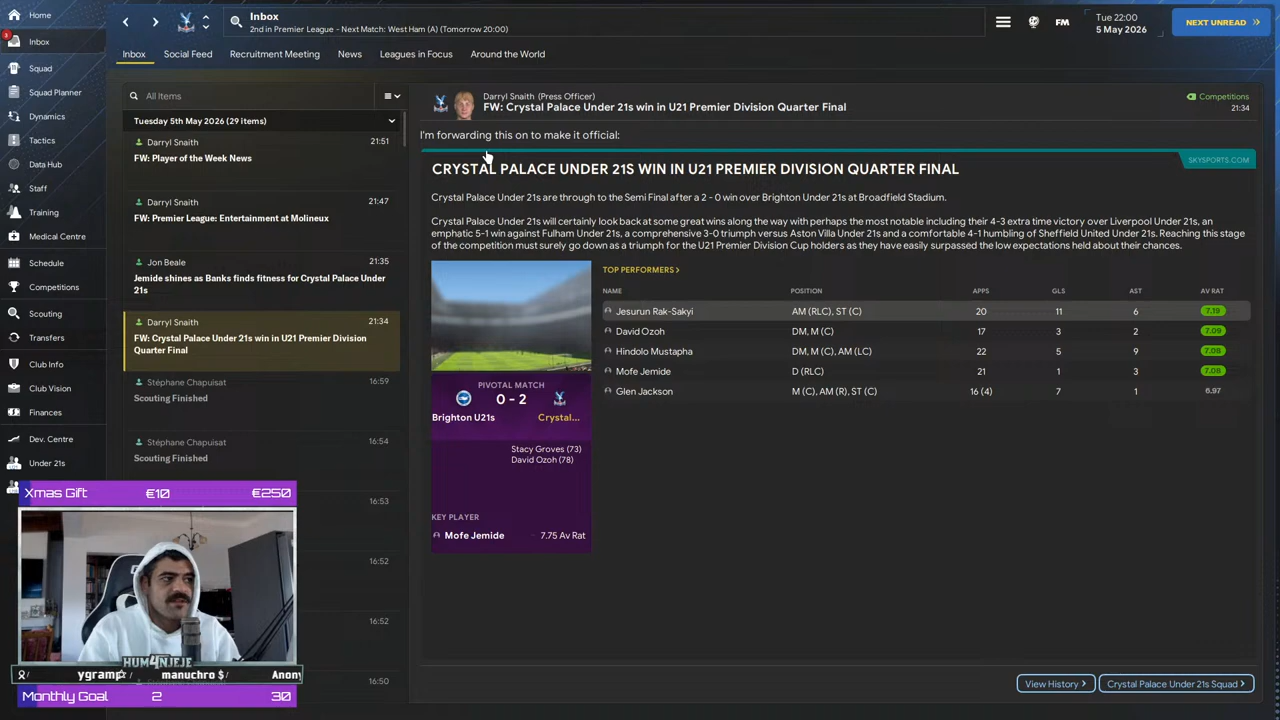 Home
Inbox
3
Squad
Squad Planner
Dynamics
Tactics
Data Hub
Staff
Training
Medical Centre
Schedule
Competitions
Scouting
Transfers
Club Info
Club Vision
Finances
Dev. Centre
Under 21s
Inbox
2nd in Premier League - Next Match: West Ham (A) (Tomorrow 20:00)
FM
Tue 22:00
5 May 2026
NEXT UNREAD
Inbox
Social Feed
Recruitment Meeting
News
Leagues in Focus
Around the World
All Items
Tuesday 5th May 2026 (29 items)
Darryl Snaith 21:51
FW: Player of the Week News
Darryl Snaith 21:47
FW: Premier League: Entertainment at Molineux
Jon Beale 21:35
Jemide shines as Banks finds fitness for Crystal Palace Under
21s
Darryl Snaith 21:34
FW: Crystal Palace Under 21s win in U21 Premier Division
Quarter Final
Stéphane Chapuisat 16:59
Scouting Finished
Stéphane Chapuisat 16:54
Scouting Finished
16:53
16:52
16:52
16:50
Darryl Snaith (Press Officer)
FW: Crystal Palace Under 21s win in U21 Premier Division Quarter Final
Competitions
21:34
I'm forwarding this on to make it official:
SKYSPORTS.COM
CRYSTAL PALACE UNDER 21S WIN IN U21 PREMIER DIVISION QUARTER FINAL
Crystal Palace Under 21s are through to the Semi Final after a 2 - 0 win over Brighton Under 21s at Broadfield Stadium.
Crystal Palace Under 21s will certainly look back at some great wins along the way with perhaps the most notable including their 4-3 extra time victory over Liverpool Under 21s, an
emphatic 5-1 win against Fulham Under 21s, a comprehensive 3-0 triumph versus Aston Villa Under 21s and a comfortable 4-1 humbling of Sheffield United Under 21s. Reaching this stage
of the competition must surely go down as a triumph for the U21 Premier Division Cup holders as they have easily surpassed the low expectations held about their chances.
TOP PERFORMERS
NAME POSITION APPS GLS AST AV RAT
Jesurun Rak-Sakyi AM (RLC), ST (C) 20 11 6 7.19
David Ozoh DM, M (C) 17 3 2 7.09
Hindolo Mustapha DM, M (C), AM (LC) 22 5 9 7.08
Mofe Jemide D (RLC) 21 1 3 7.08
Glen Jackson M (C), AM (R), ST (C) 16 (4) 7 1 6.97
PIVOTAL MATCH
0 - 2
Brighton U21s Crystal...
Stacy Groves (73)
David Ozoh (78)
KEY PLAYER
Mofe Jemide 7.75 Av Rat
View History
Crystal Palace Under 21s Squad
Xmas Gift €10 €250
HUM4NJEJE
ygramp manuchro Anony
Monthly Goal 2 30